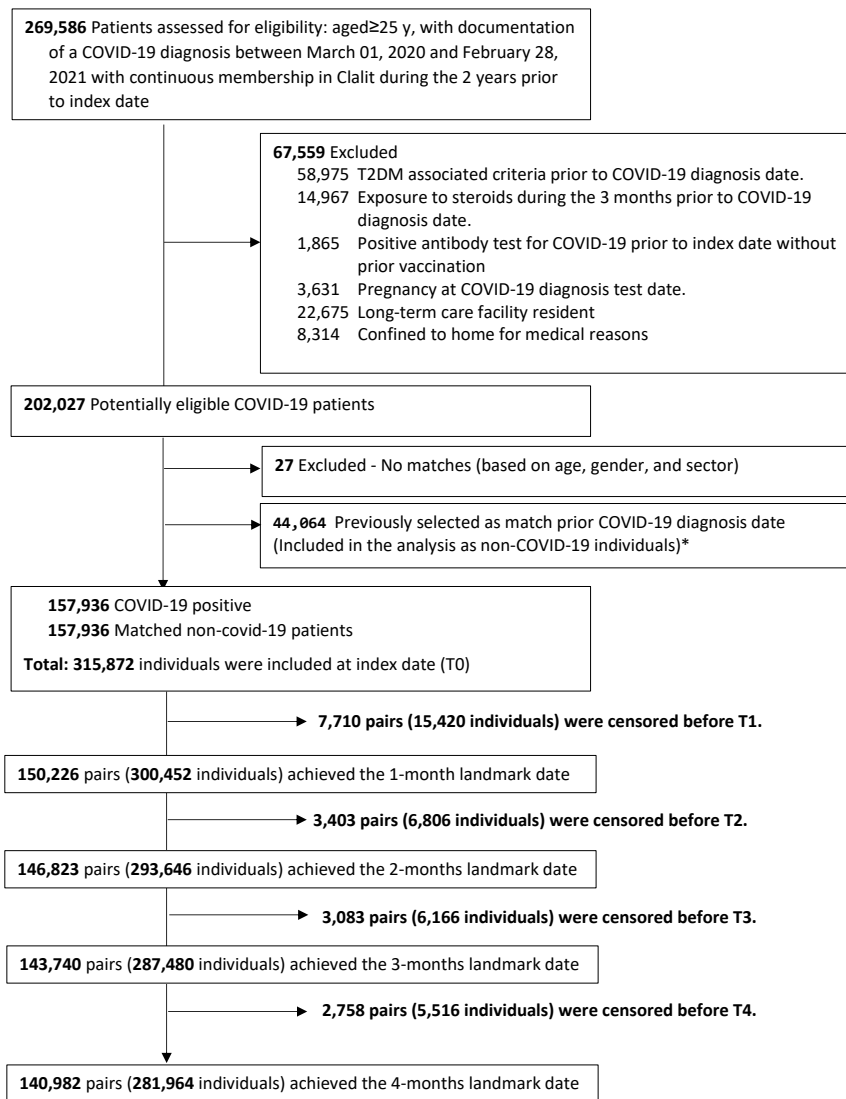 269,586 Patients assessed for eligibility: aged≥25 y, with documentation
of a COVID-19 diagnosis between March 01, 2020 and February 28,
2021 with continuous membership in Clalit during the 2 years prior
to index date
67,559 Excluded
58,975 T2DM associated criteria prior to COVID-19 diagnosis date.
14,967 Exposure to steroids during the 3 months prior to COVID-19
diagnosis date.
1,865 Positive antibody test for COVID-19 prior to index date without
prior vaccination
3,631 Pregnancy at COVID-19 diagnosis test date.
22,675 Long-term care facility resident
8,314 Confined to home for medical reasons
202,027 Potentially eligible COVID-19 patients
27 Excluded - No matches (based on age, gender, and sector)
44,064 Previously selected as match prior COVID-19 diagnosis date
(Included in the analysis as non-COVID-19 individuals)*
157,936 COVID-19 positive
157,936 Matched non-covid-19 patients
Total: 315,872 individuals were included at index date (T0)
7,710 pairs (15,420 individuals) were censored before T1.
150,226 pairs (300,452 individuals) achieved the 1-month landmark date
3,403 pairs (6,806 individuals) were censored before T2.
146,823 pairs (293,646 individuals) achieved the 2-months landmark date
3,083 pairs (6,166 individuals) were censored before T3.
143,740 pairs (287,480 individuals) achieved the 3-months landmark date
2,758 pairs (5,516 individuals) were censored before T4.
140,982 pairs (281,964 individuals) achieved the 4-months landmark date